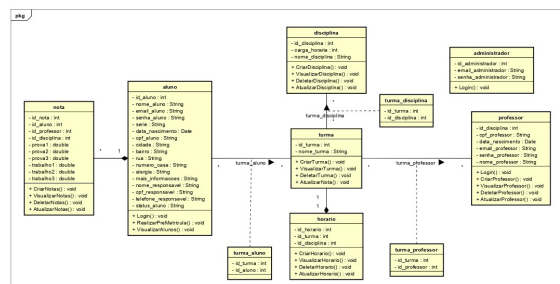 pkg
disciplina
- id_disciplina : int
- carga_horaria : int
- nome_disciplina : String
+ CriarDisciplina() : void
+ VisualizarDisciplina() : void
+ DeletarDisciplina() : void
+ AtualizarDisciplina() : void
administrador
- id_administrador : int
- email_administrador : String
- senha_administrador : String
+ Login() : void
aluno
- id_aluno : int
- nome_aluno : String
- email_aluno : String
- senha_aluno : String
- serie : String
- data_nascimento : Date
- cpf_aluno : String
- cidade : String
- bairro : String
- rua : String
- numero_casa : String
- alergia : String
- mais_informacoes : String
- nome_responsavel : String
- cpf_responsavel : String
- telefone_responsavel : String
- status_aluno : String
+ Login() : void
+ RealizarPreMatricula() : void
+ VisualizarAlunos() : void
nota
- id_nota : int
- id_aluno : int
- id_professor : int
- id_disciplina : int
- prova1 : double
- prova2 : double
- prova3 : double
- trabalho1 : double
- trabalho2 : double
- trabalho3 : double
+ CriarNotas() : void
+ VisualizarNotas() : void
+ DeletarNotas() : void
+ AtualizarNotas() : void
* 1
turma_disciplina
turma_disciplina
- id_turma : int
- id_disciplina : int
turma
- id_turma : int
- nome_turma : String
+ CriarTurma() : void
+ VisualizarTurma() : void
+ DeletarTurma() : void
+ AtualizarNota() : void
professor
- id_disciplina : int
- cpf_professor : String
- data_nascimento : Date
- email_professor : String
- senha_professor : String
- nome_professor : String
+ Login() : void
+ CriarProfessor() : void
+ VisualizarProfessor() : void
+ DeletarProfessor() : void
+ AtualizarProfessor() : void
* turma_aluno *
* turma_professor *
1
1
horario
- id_horario : int
- id_turma : int
- id_disciplina : int
+ CriarHorario() : void
+ VisualizarHorario() : void
+ DeletarHorario() : void
+ AtualizarHorario() : void
turma_aluno
- id_turma : int
- id_aluno : int
turma_professor
- id_turma : int
- id_professor : int